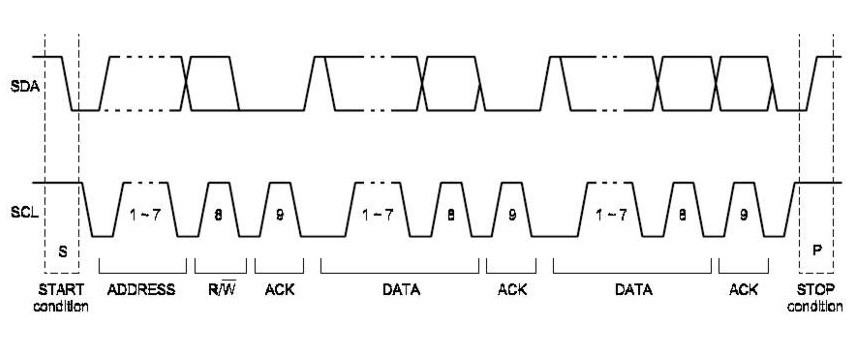 SDA
SCL
1 – 7 8 9 1 – 7 8 9 1 – 7 8 9
S P
START condition
ADDRESS
R/W̅
ACK
DATA
ACK
DATA
ACK
STOP condition